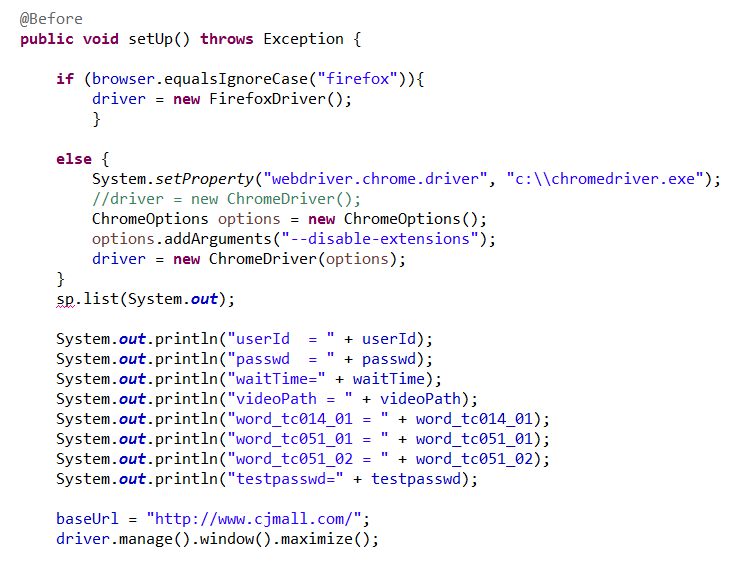 @Before
public void setUp() throws Exception {
if (browser.equalsIgnoreCase("firefox")){
driver = new FirefoxDriver();
}
else {
System.setProperty("webdriver.chrome.driver", "c:\\chromedriver.exe");
//driver = new ChromeDriver();
ChromeOptions options = new ChromeOptions();
options.addArguments("--disable-extensions");
driver = new ChromeDriver(options);
}
sp.list(System.out);
System.out.println("userId  = " + userId);
System.out.println("passwd  = " + passwd);
System.out.println("waitTime=" + waitTime);
System.out.println("videoPath = " + videoPath);
System.out.println("word_tc014_01 = " + word_tc014_01);
System.out.println("word_tc051_01 = " + word_tc051_01);
System.out.println("word_tc051_02 = " + word_tc051_02);
System.out.println("testpasswd=" + testpasswd);
baseUrl = "http://www.cjmall.com/";
driver.manage().window().maximize();